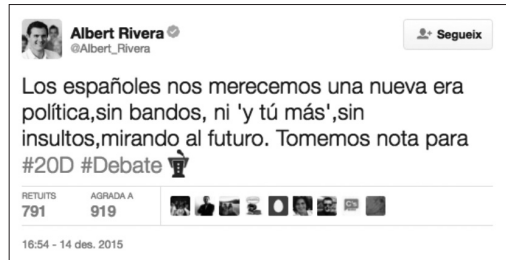 Albert Rivera
@Albert_Rivera
Segueix
Los españoles nos merecemos una nueva era
política,sin bandos, ni 'y tú más',sin
insultos,mirando al futuro. Tomemos nota para
#20D #Debate
RETUITS AGRADA A
791 919
16:54 - 14 des. 2015